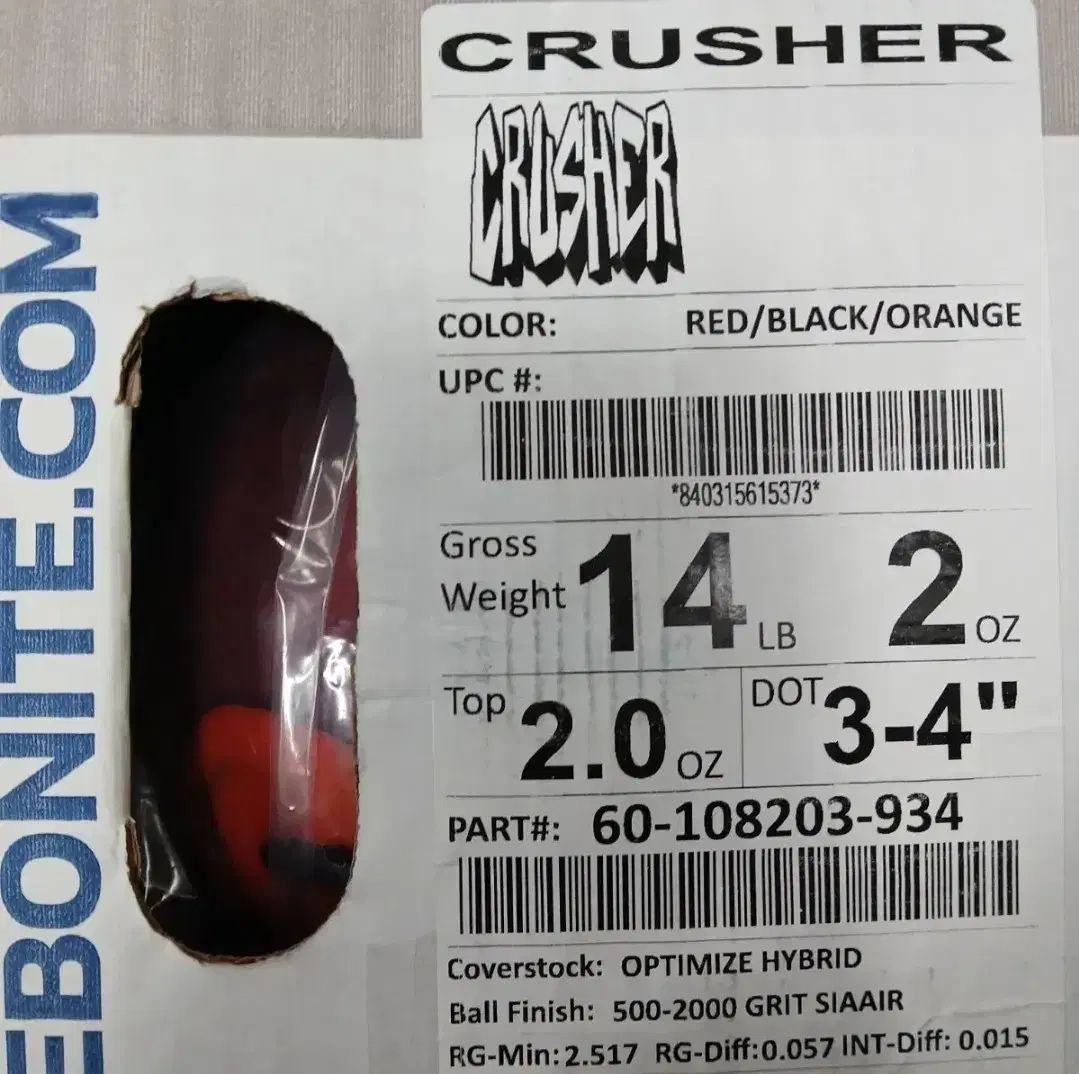 EBONITE.COM
CRUSHER
CRUSHER
COLOR: RED/BLACK/ORANGE
UPC #:
*840315615373*
Gross Weight 14 LB 2 OZ
Top 2.0 OZ DOT 3-4"
PART#: 60-108203-934
Coverstock: OPTIMIZE HYBRID
Ball Finish: 500-2000 GRIT SIAAIR
RG-Min: 2.517 RG-Diff: 0.057 INT-Diff: 0.015